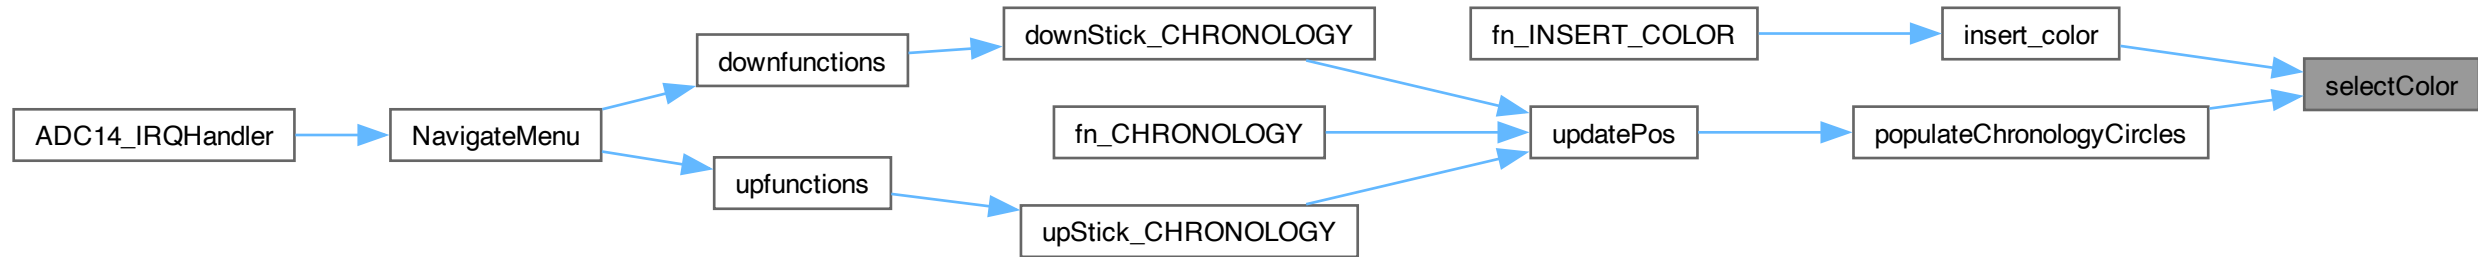 ADC14_IRQHandler
NavigateMenu
downfunctions
upfunctions
downStick_CHRONOLOGY
fn_CHRONOLOGY
upStick_CHRONOLOGY
fn_INSERT_COLOR
updatePos
insert_color
populateChronologyCircles
selectColor